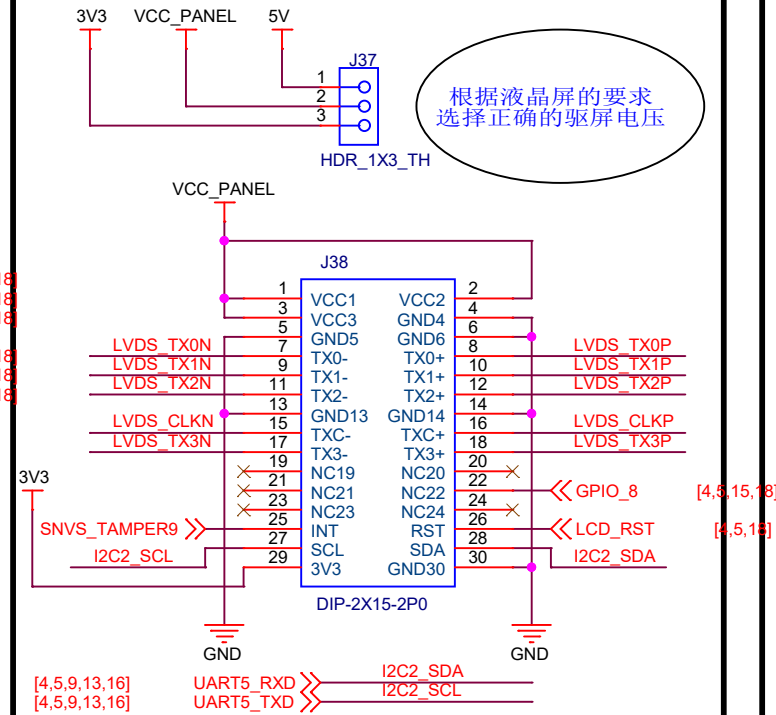 3V3 VCC_PANEL 5V
J37
1
2
3
HDR_1X3_TH
根据液晶屏的要求
选择正确的驱屏电压
VCC_PANEL
J38
1 VCC1 VCC2 2
3 VCC3 GND4 4
5 GND5 GND6 6
LVDS_TX0N 7 TX0- TX0+ 8 LVDS_TX0P
LVDS_TX1N 9 TX1- TX1+ 10 LVDS_TX1P
LVDS_TX2N 11 TX2- TX2+ 12 LVDS_TX2P
13 GND13 GND14 14
LVDS_CLKN 15 TXC- TXC+ 16 LVDS_CLKP
LVDS_TX3N 17 TX3- TX3+ 18 LVDS_TX3P
19 NC19 NC20 20
3V3
21 NC21 NC22 22 GPIO_8 [4,5,15,18]
23 NC23 NC24 24
SNVS_TAMPER9 25 INT RST 26 LCD_RST [4,5,18]
I2C2_SCL 27 SCL SDA 28 I2C2_SDA
29 3V3 GND30 30
DIP-2X15-2P0
GND GND
[4,5,9,13,16] UART5_RXD I2C2_SDA
[4,5,9,13,16] UART5_TXD I2C2_SCL